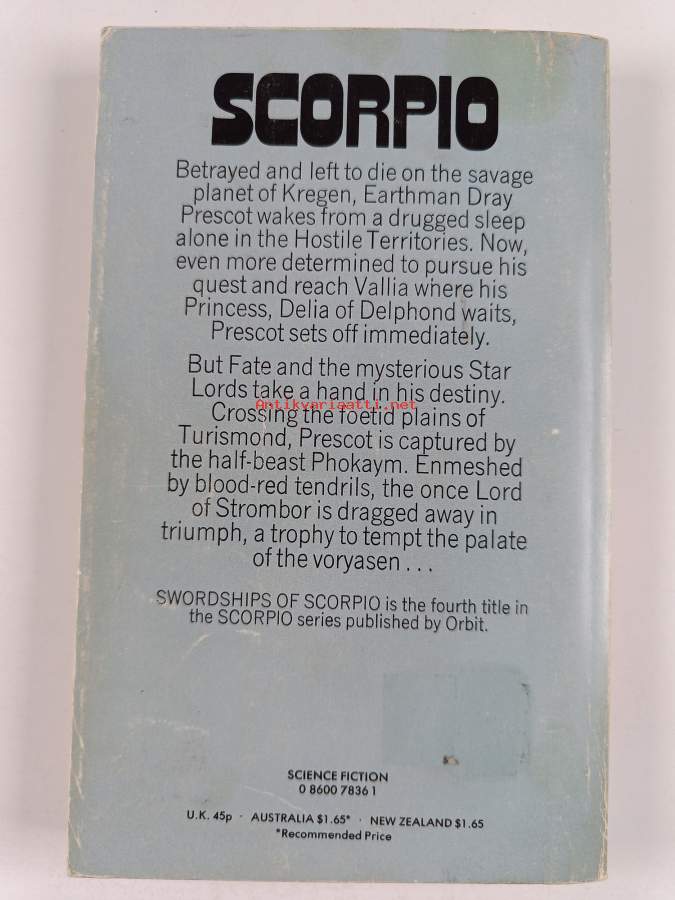 SCORPIO
Betrayed and left to die on the savage
planet of Kregen, Earthman Dray
Prescot wakes from a drugged sleep
alone in the Hostile Territories. Now,
even more determined to pursue his
quest and reach Vallia where his
Princess, Delia of Delphond waits,
Prescot sets off immediately.
But Fate and the mysterious Star
Lords take a hand in his destiny.
Antikvariaatti.net
Crossing the foetid plains of
Turismond, Prescot is captured by
the half-beast Phokaym. Enmeshed
by blood-red tendrils, the once Lord
of Strombor is dragged away in
triumph, a trophy to tempt the palate
of the voryasen . . .
SWORDSHIPS OF SCORPIO is the fourth title in
the SCORPIO series published by Orbit.
SCIENCE FICTION
0 8600 7836 1
U.K. 45p · AUSTRALIA $1.65* · NEW ZEALAND $1.65
*Recommended Price